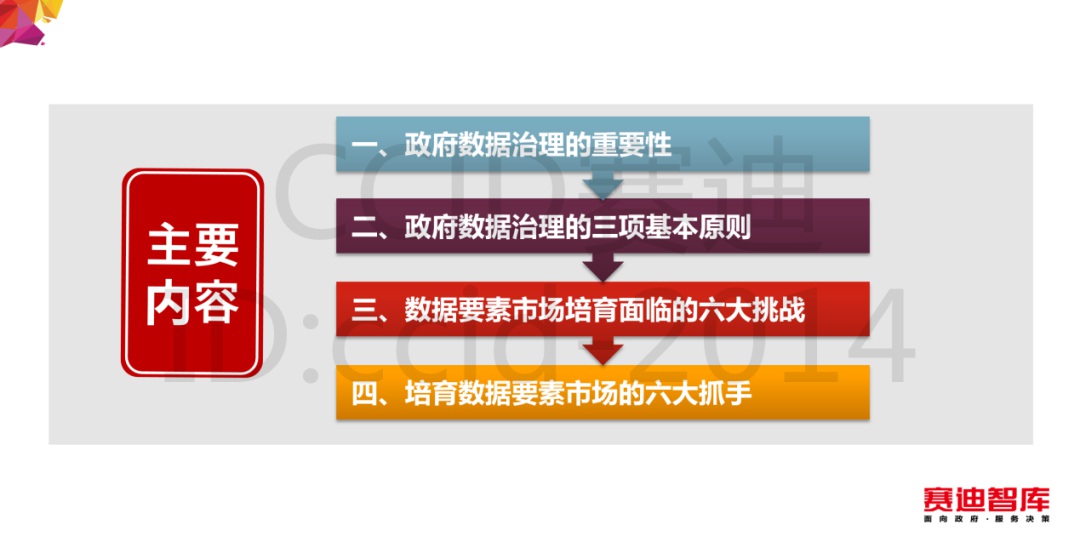 主要
内容
一、政府数据治理的重要性
二、政府数据治理的三项基本原则
三、数据要素市场培育面临的六大挑战
四、培育数据要素市场的六大抓手
CCID赛迪
ID:ccid-2014
赛迪智库
面向政府·服务决策